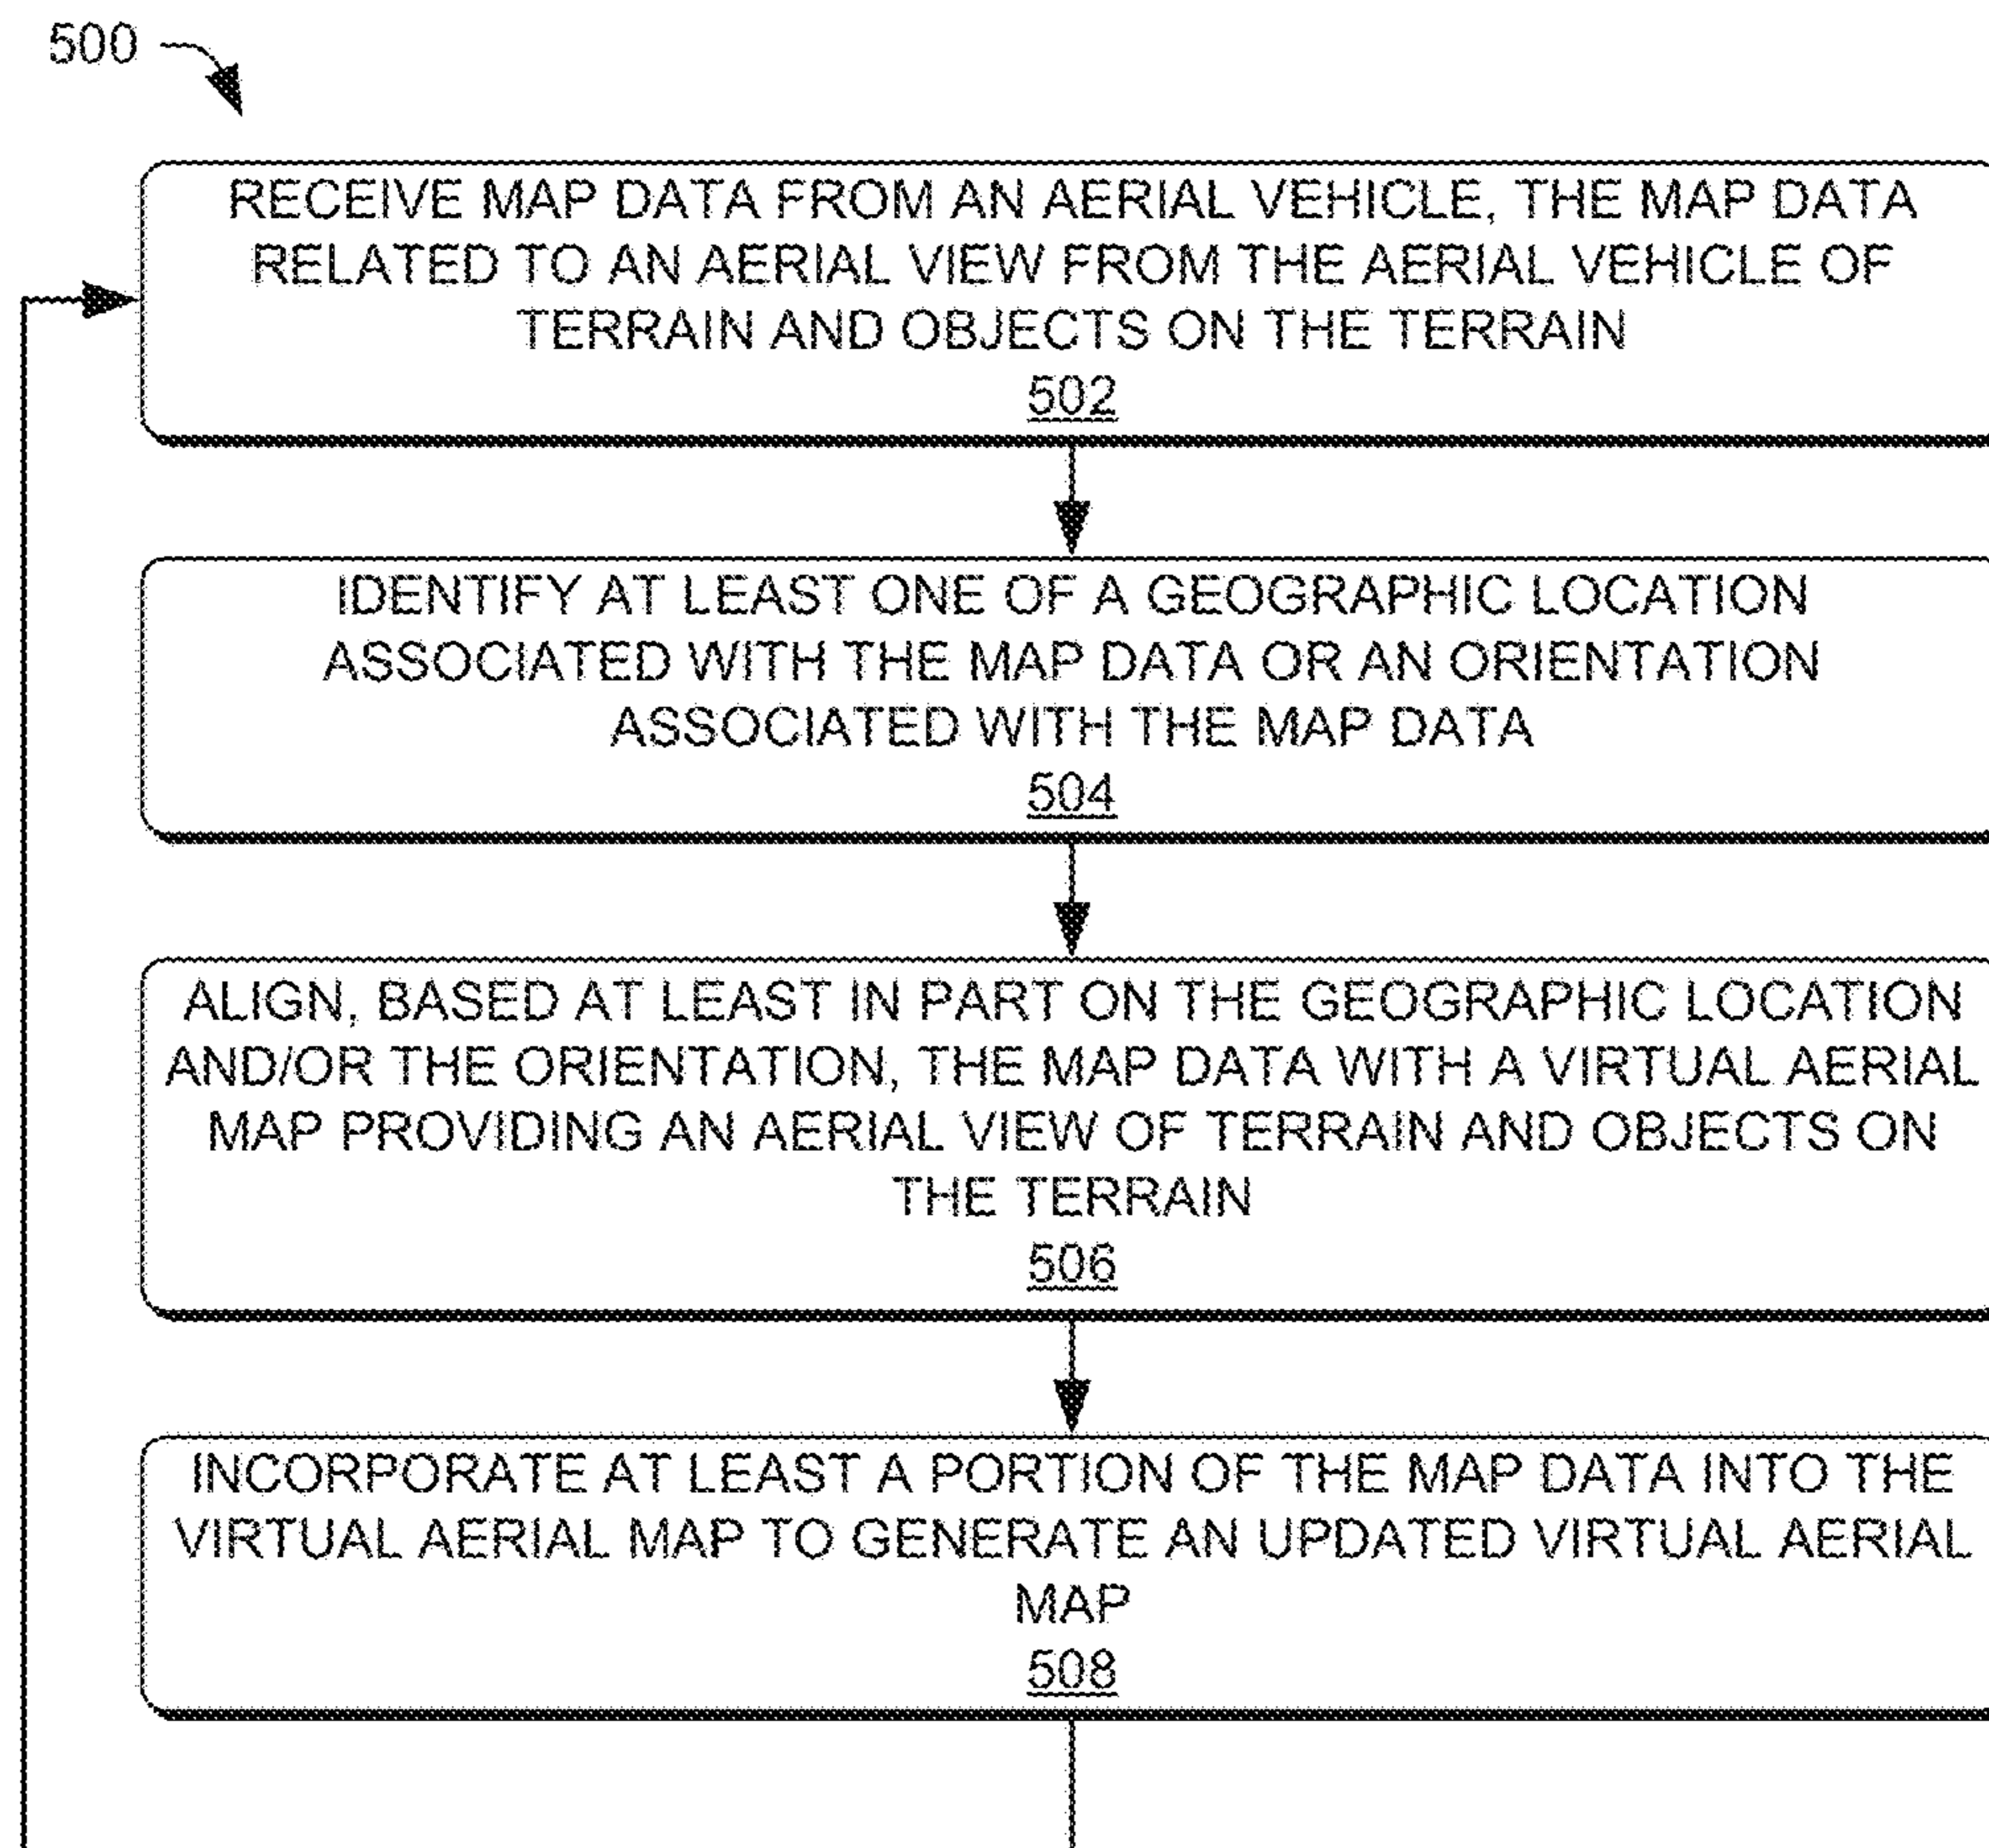 500
RECEIVE MAP DATA FROM AN AERIAL VEHICLE, THE MAP DATA
RELATED TO AN AERIAL VIEW FROM THE AERIAL VEHICLE OF
TERRAIN AND OBJECTS ON THE TERRAIN
502
IDENTIFY AT LEAST ONE OF A GEOGRAPHIC LOCATION
ASSOCIATED WITH THE MAP DATA OR AN ORIENTATION
ASSOCIATED WITH THE MAP DATA
504
ALIGN, BASED AT LEAST IN PART ON THE GEOGRAPHIC LOCATION
AND/OR THE ORIENTATION, THE MAP DATA WITH A VIRTUAL AERIAL
MAP PROVIDING AN AERIAL VIEW OF TERRAIN AND OBJECTS ON
THE TERRAIN
506
INCORPORATE AT LEAST A PORTION OF THE MAP DATA INTO THE
VIRTUAL AERIAL MAP TO GENERATE AN UPDATED VIRTUAL AERIAL
MAP
508